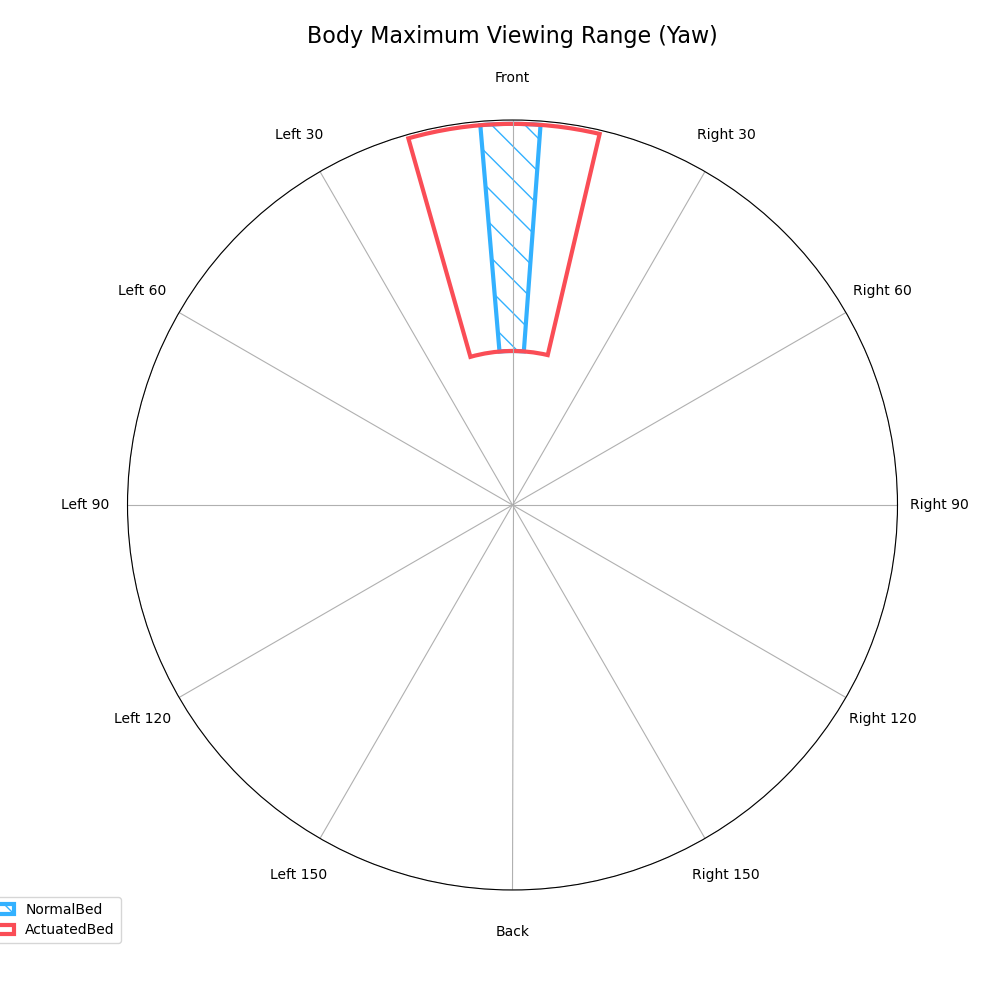 Body Maximum Viewing Range (Yaw)
Front
Left 30
Right 30
Left 60
Right 60
Left 90
Right 90
Left 120
Right 120
Left 150
Right 150
Back
NormalBed
ActuatedBed